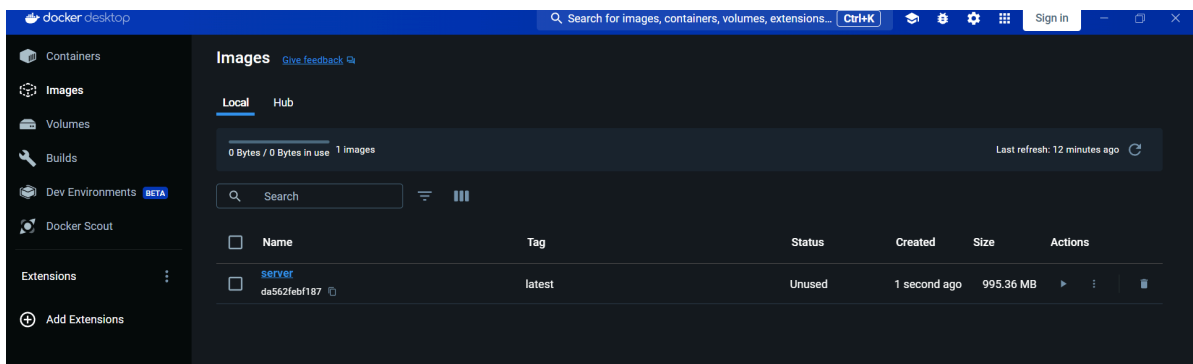 docker desktop
Search for images, containers, volumes, extensions... Ctrl+K
Sign in
Containers
Images
Volumes
Builds
Dev Environments BETA
Docker Scout
Extensions
Add Extensions
Images Give feedback
Local Hub
0 Bytes / 0 Bytes in use 1 images
Last refresh: 12 minutes ago
Search
Name Tag Status Created Size Actions
server latest Unused 1 second ago 995.36 MB
da562febf187